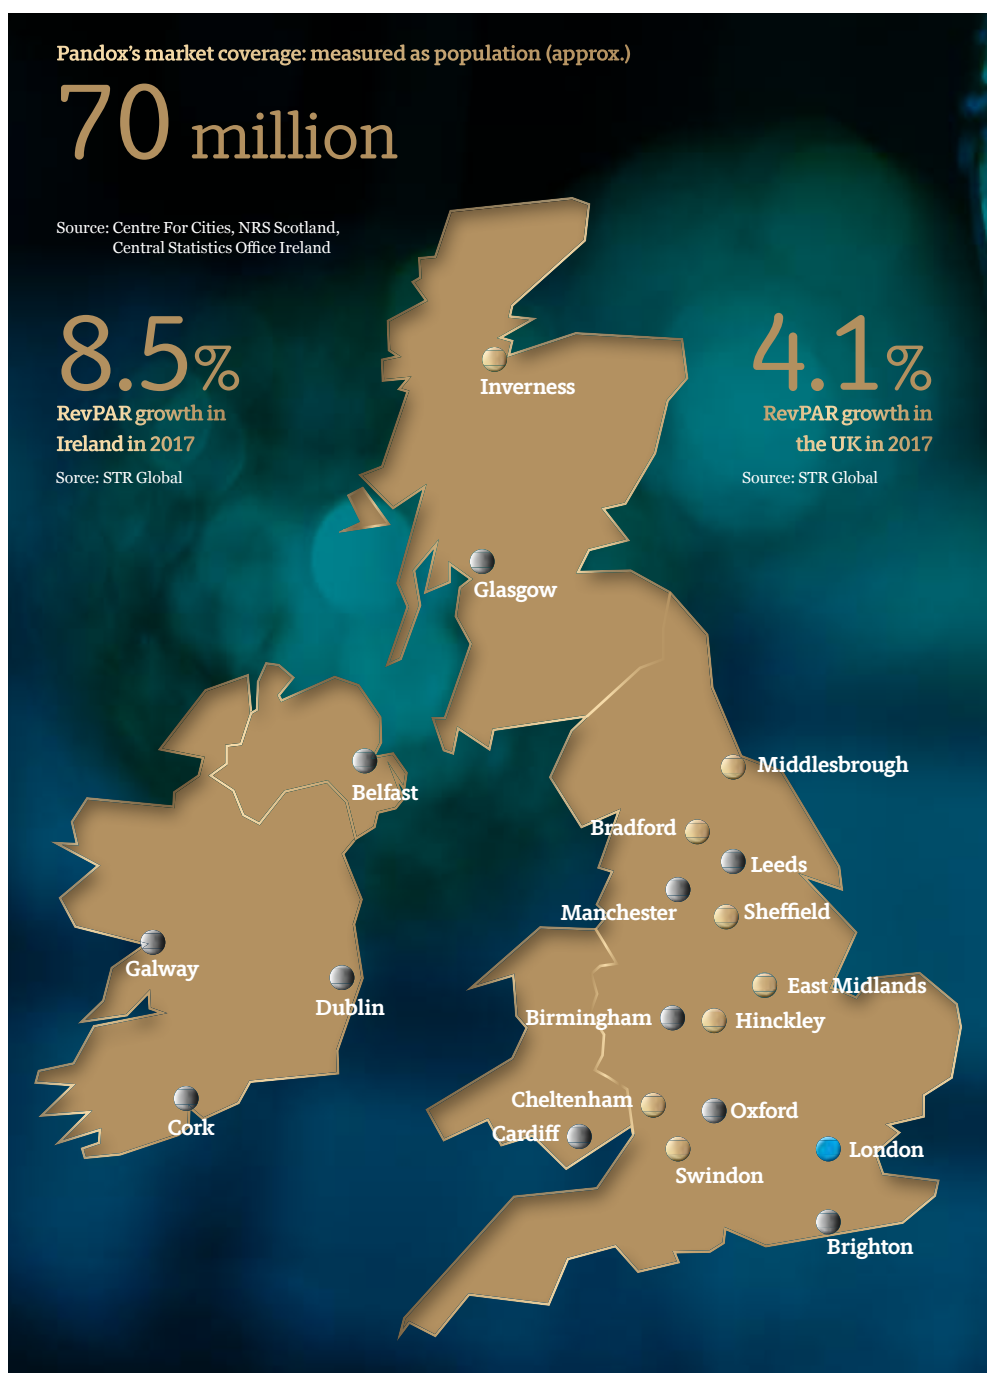 Pandox's market coverage: measured as population (approx.)
70 million
Source: Centre For Cities, NRS Scotland,
Central Statistics Office Ireland
8.5%
RevPAR growth in
Ireland in 2017
Sorce: STR Global
4.1%
RevPAR growth in
the UK in 2017
Source: STR Global
Inverness
Glasgow
Belfast
Middlesbrough
Bradford
Leeds
Manchester
Sheffield
Galway
Dublin
East Midlands
Birmingham
Hinckley
Cork
Cheltenham
Oxford
Cardiff
London
Swindon
Brighton